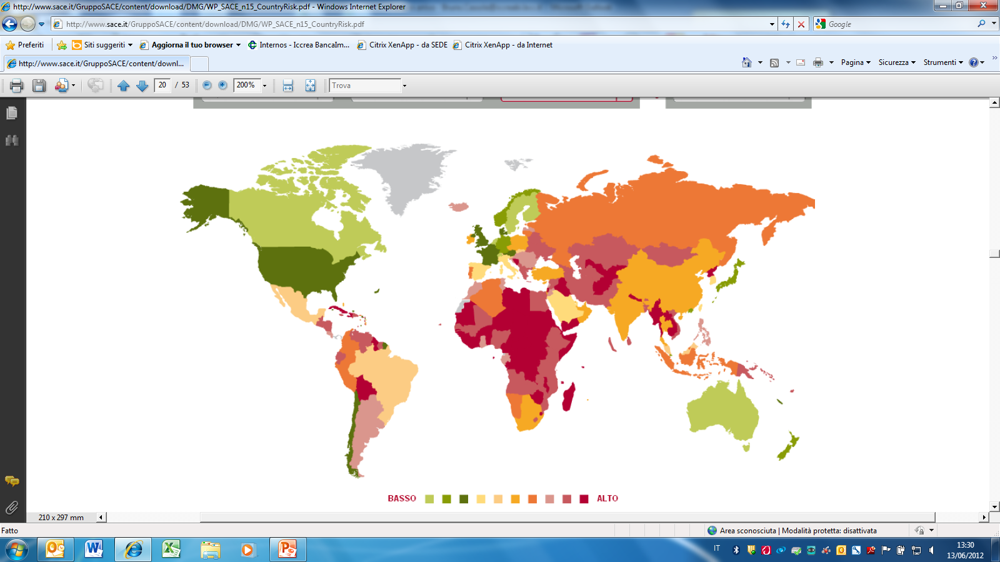 http://www.sace.it/GruppoSACE/content/download/DMG/WP_SACE_n15_CountryRisk.pdf - Windows Internet Explorer
http://www.sace.it/GruppoSACE/content/download/DMG/WP_SACE_n15_CountryRisk.pdf
Google
Preferiti
Siti suggeriti
Aggiorna il tuo browser
Internos - Iccrea BancaIm...
Citrix XenApp - da SEDE
Citrix XenApp - da Internet
http://www.sace.it/GruppoSACE/content/downl...
Pagina
Sicurezza
Strumenti
20 / 53
200%
Trova
BASSO
ALTO
210 x 297 mm
Fatto
Area sconosciuta | Modalità protetta: disattivata
IT
13:30
13/06/2012